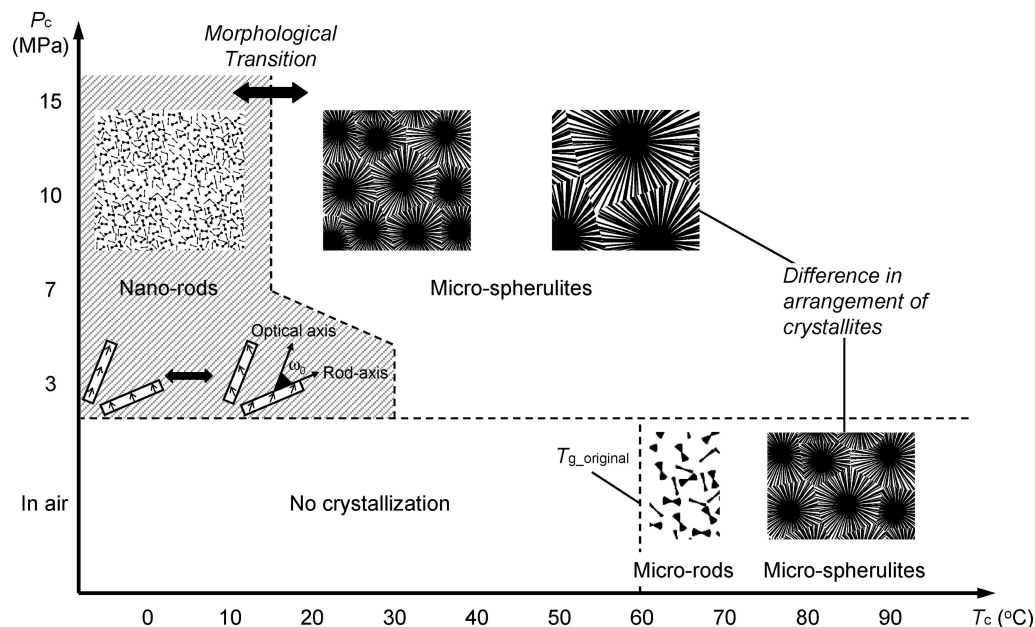 Pc
(MPa)
Morphological
Transition
15
10
7
3
In air
Nano-rods
Micro-spherulites
Difference in
arrangement of
crystallites
Optical axis
ω0
Rod-axis
Tg_original
No crystallization
Micro-rods
Micro-spherulites
0 10 20 30 40 50 60 70 80 90 Tc (oC)